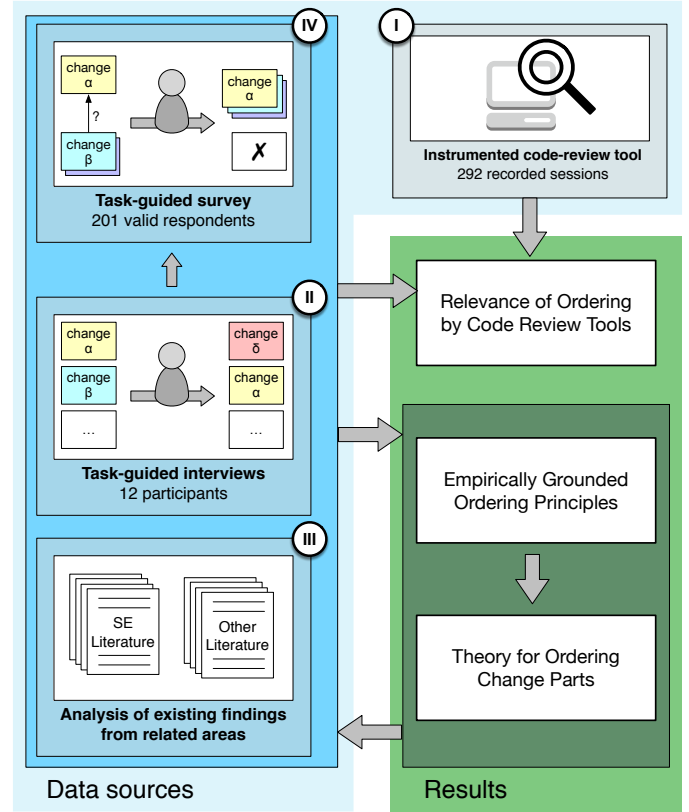 IV
change
α
?
change
β
change
α
✗
Task-guided survey
201 valid respondents
I
Instrumented code-review tool
292 recorded sessions
II
change
α
change
β
...
change
δ
change
α
...
Task-guided interviews
12 participants
Relevance of Ordering
by Code Review Tools
Empirically Grounded
Ordering Principles
Theory for Ordering
Change Parts
III
SE
Literature
Other
Literature
Analysis of existing findings
from related areas
Data sources
Results